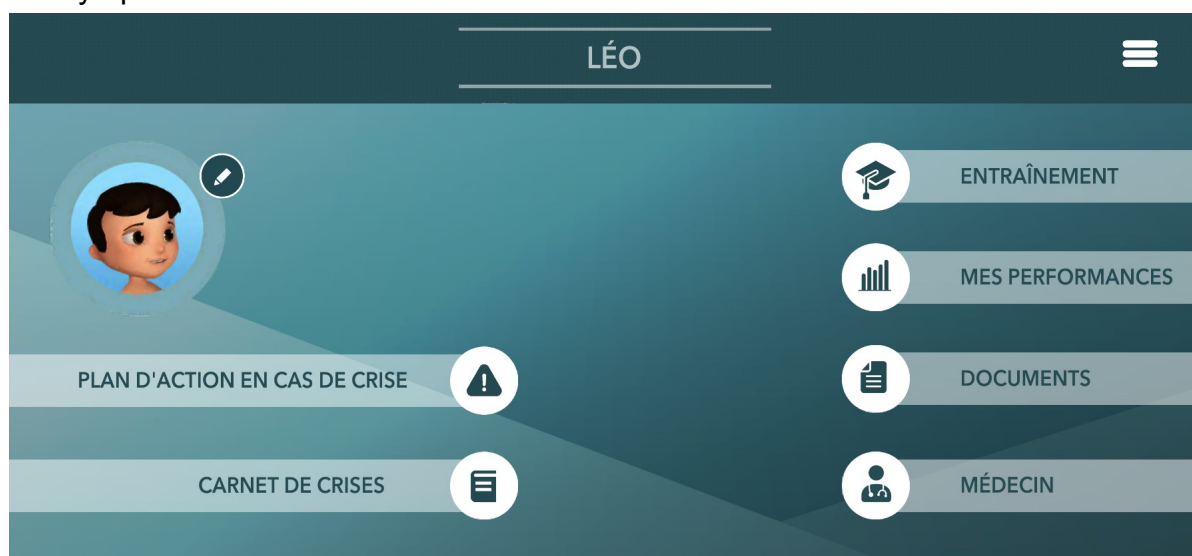 LÉO
ENTRAÎNEMENT
MES PERFORMANCES
PLAN D'ACTION EN CAS DE CRISE
DOCUMENTS
CARNET DE CRISES
MÉDECIN